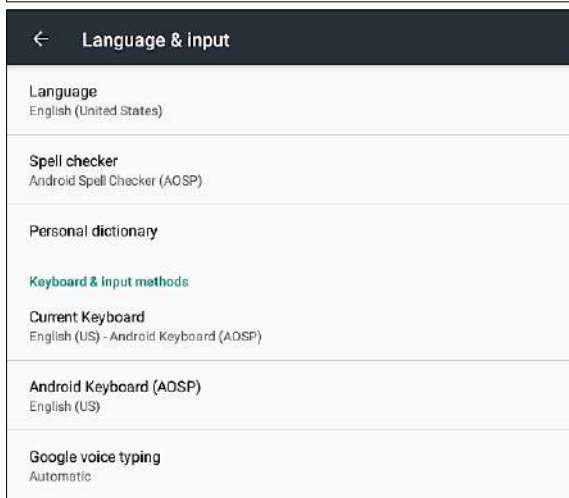 Language & input
Language
English (United States)
Spell checker
Android Spell Checker (AOSP)
Personal dictionary
Keyboard & input methods
Current Keyboard
English (US) - Android Keyboard (AOSP)
Android Keyboard (AOSP)
English (US)
Google voice typing
Automatic